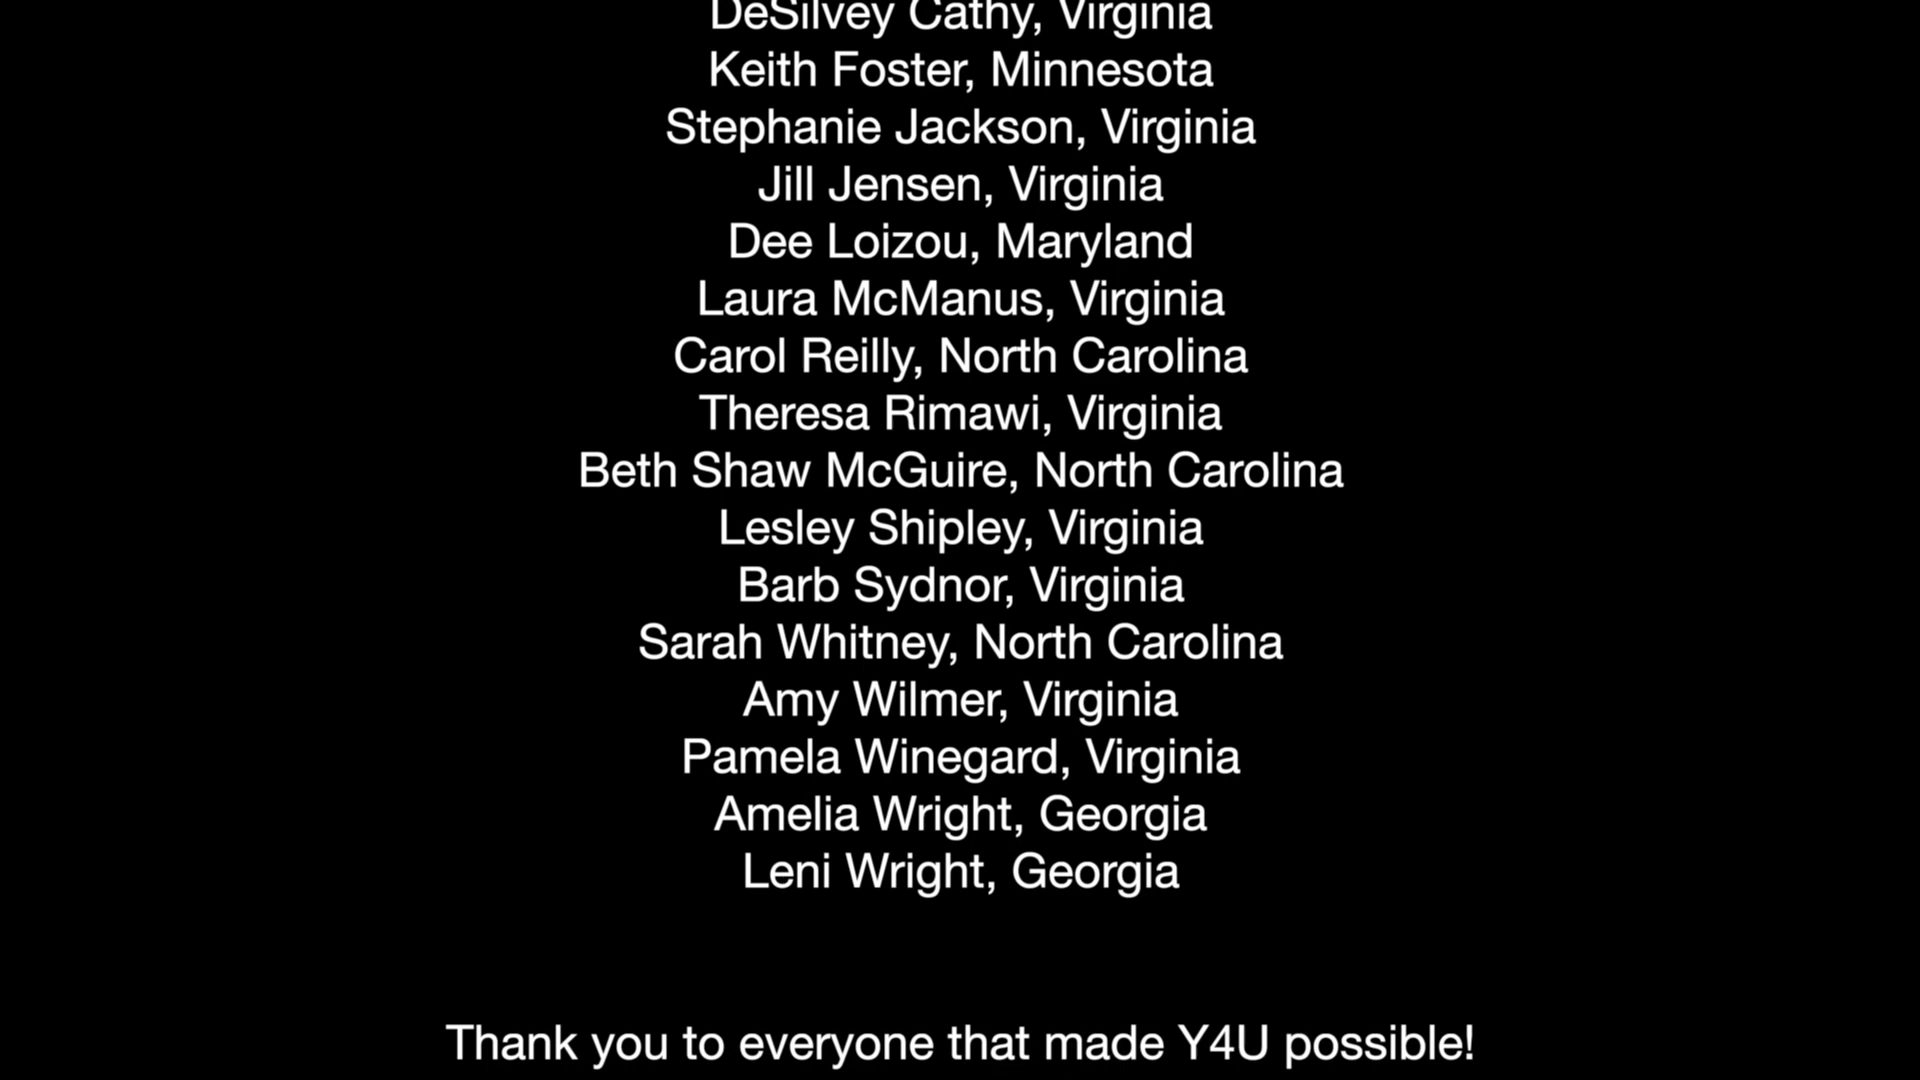 DeSilvey Cathy, Virginia
Keith Foster, Minnesota
Stephanie Jackson, Virginia
Jill Jensen, Virginia
Dee Loizou, Maryland
Laura McManus, Virginia
Carol Reilly, North Carolina
Theresa Rimawi, Virginia
Beth Shaw McGuire, North Carolina
Lesley Shipley, Virginia
Barb Sydnor, Virginia
Sarah Whitney, North Carolina
Amy Wilmer, Virginia
Pamela Winegard, Virginia
Amelia Wright, Georgia
Leni Wright, Georgia
Thank you to everyone that made Y4U possible!